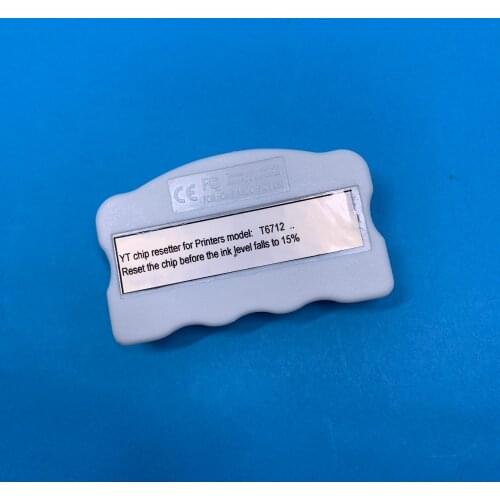 CE FC
YT chip resetter for Printers model: T6712 ..
Reset the chip before the ink level falls to 15%